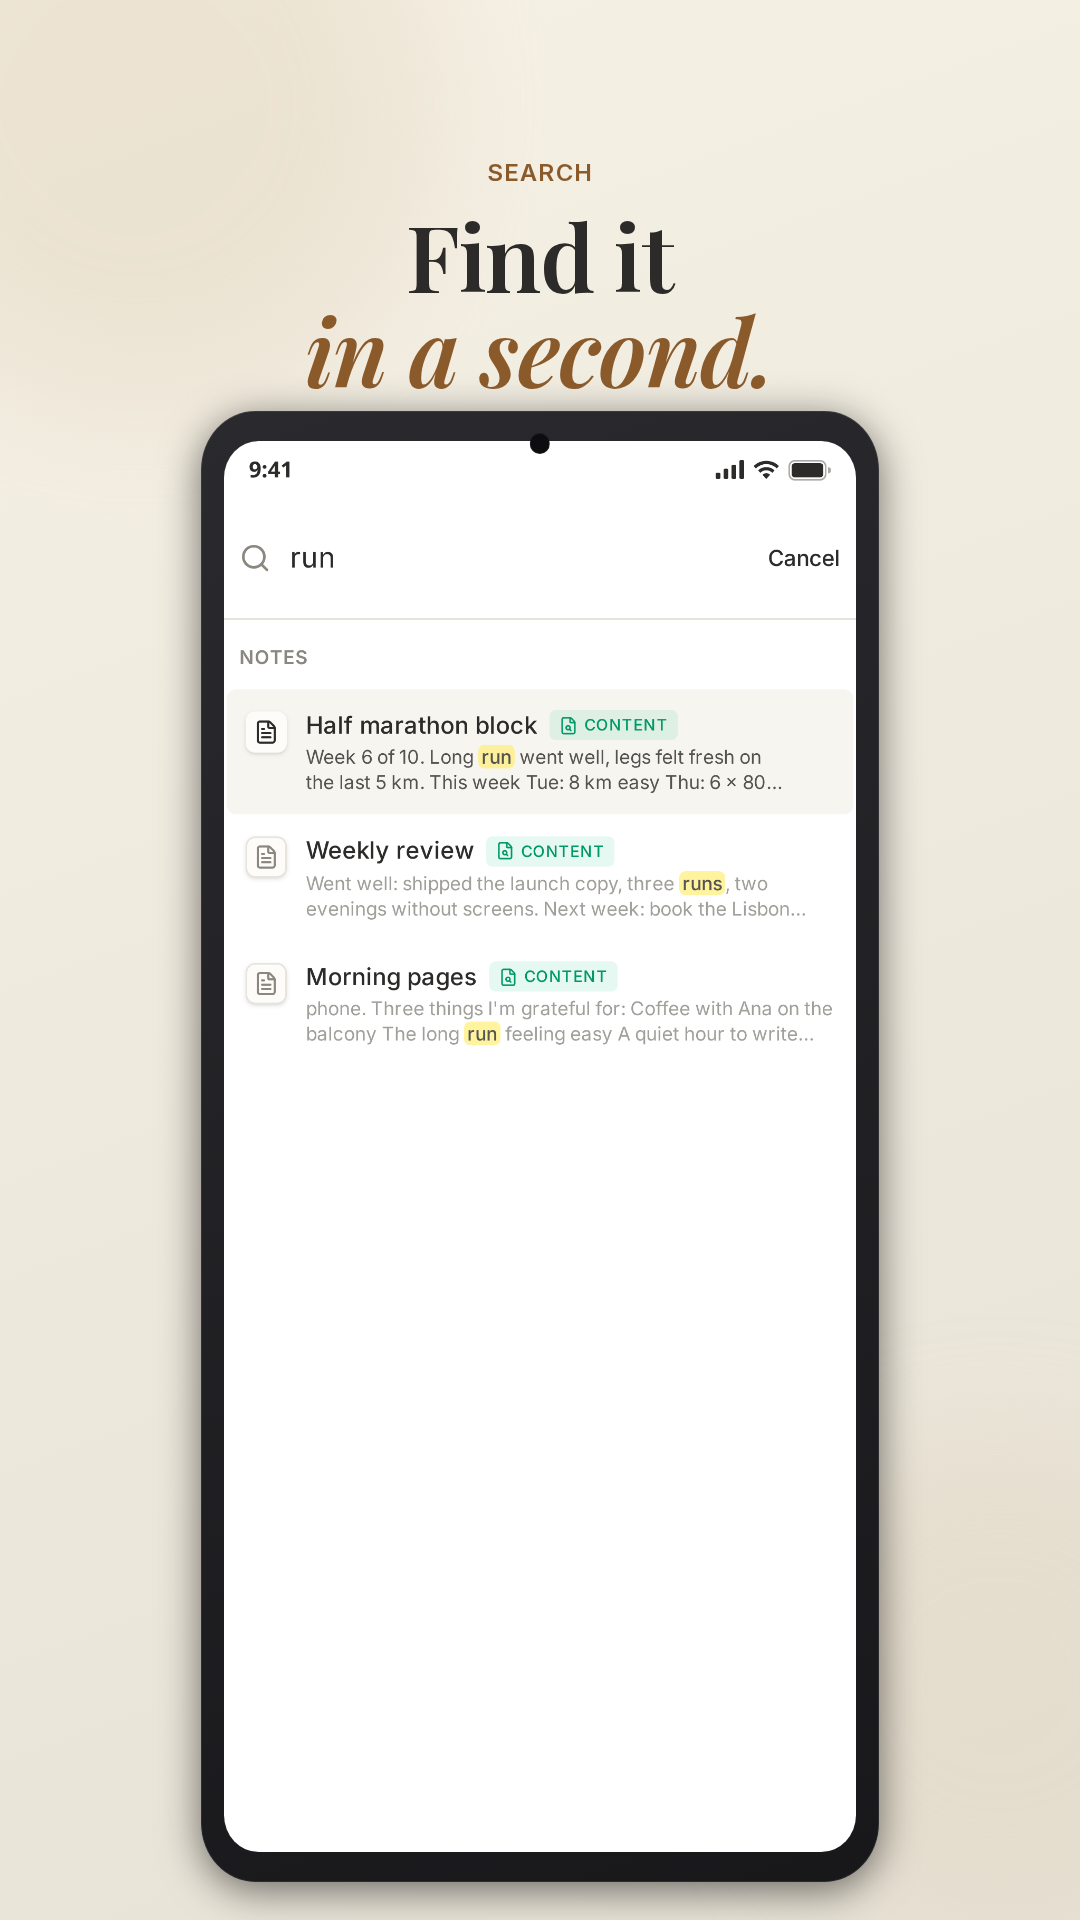 SEARCH
Find it
in a second.
9:41
run
Cancel
NOTES
Half marathon block
CONTENT
Week 6 of 10. Long run went well, legs felt fresh on
the last 5 km. This week Tue: 8 km easy Thu: 6 × 80...
Weekly review
CONTENT
Went well: shipped the launch copy, three runs, two
evenings without screens. Next week: book the Lisbon...
Morning pages
CONTENT
phone. Three things I'm grateful for: Coffee with Ana on the
balcony The long run feeling easy A quiet hour to write...